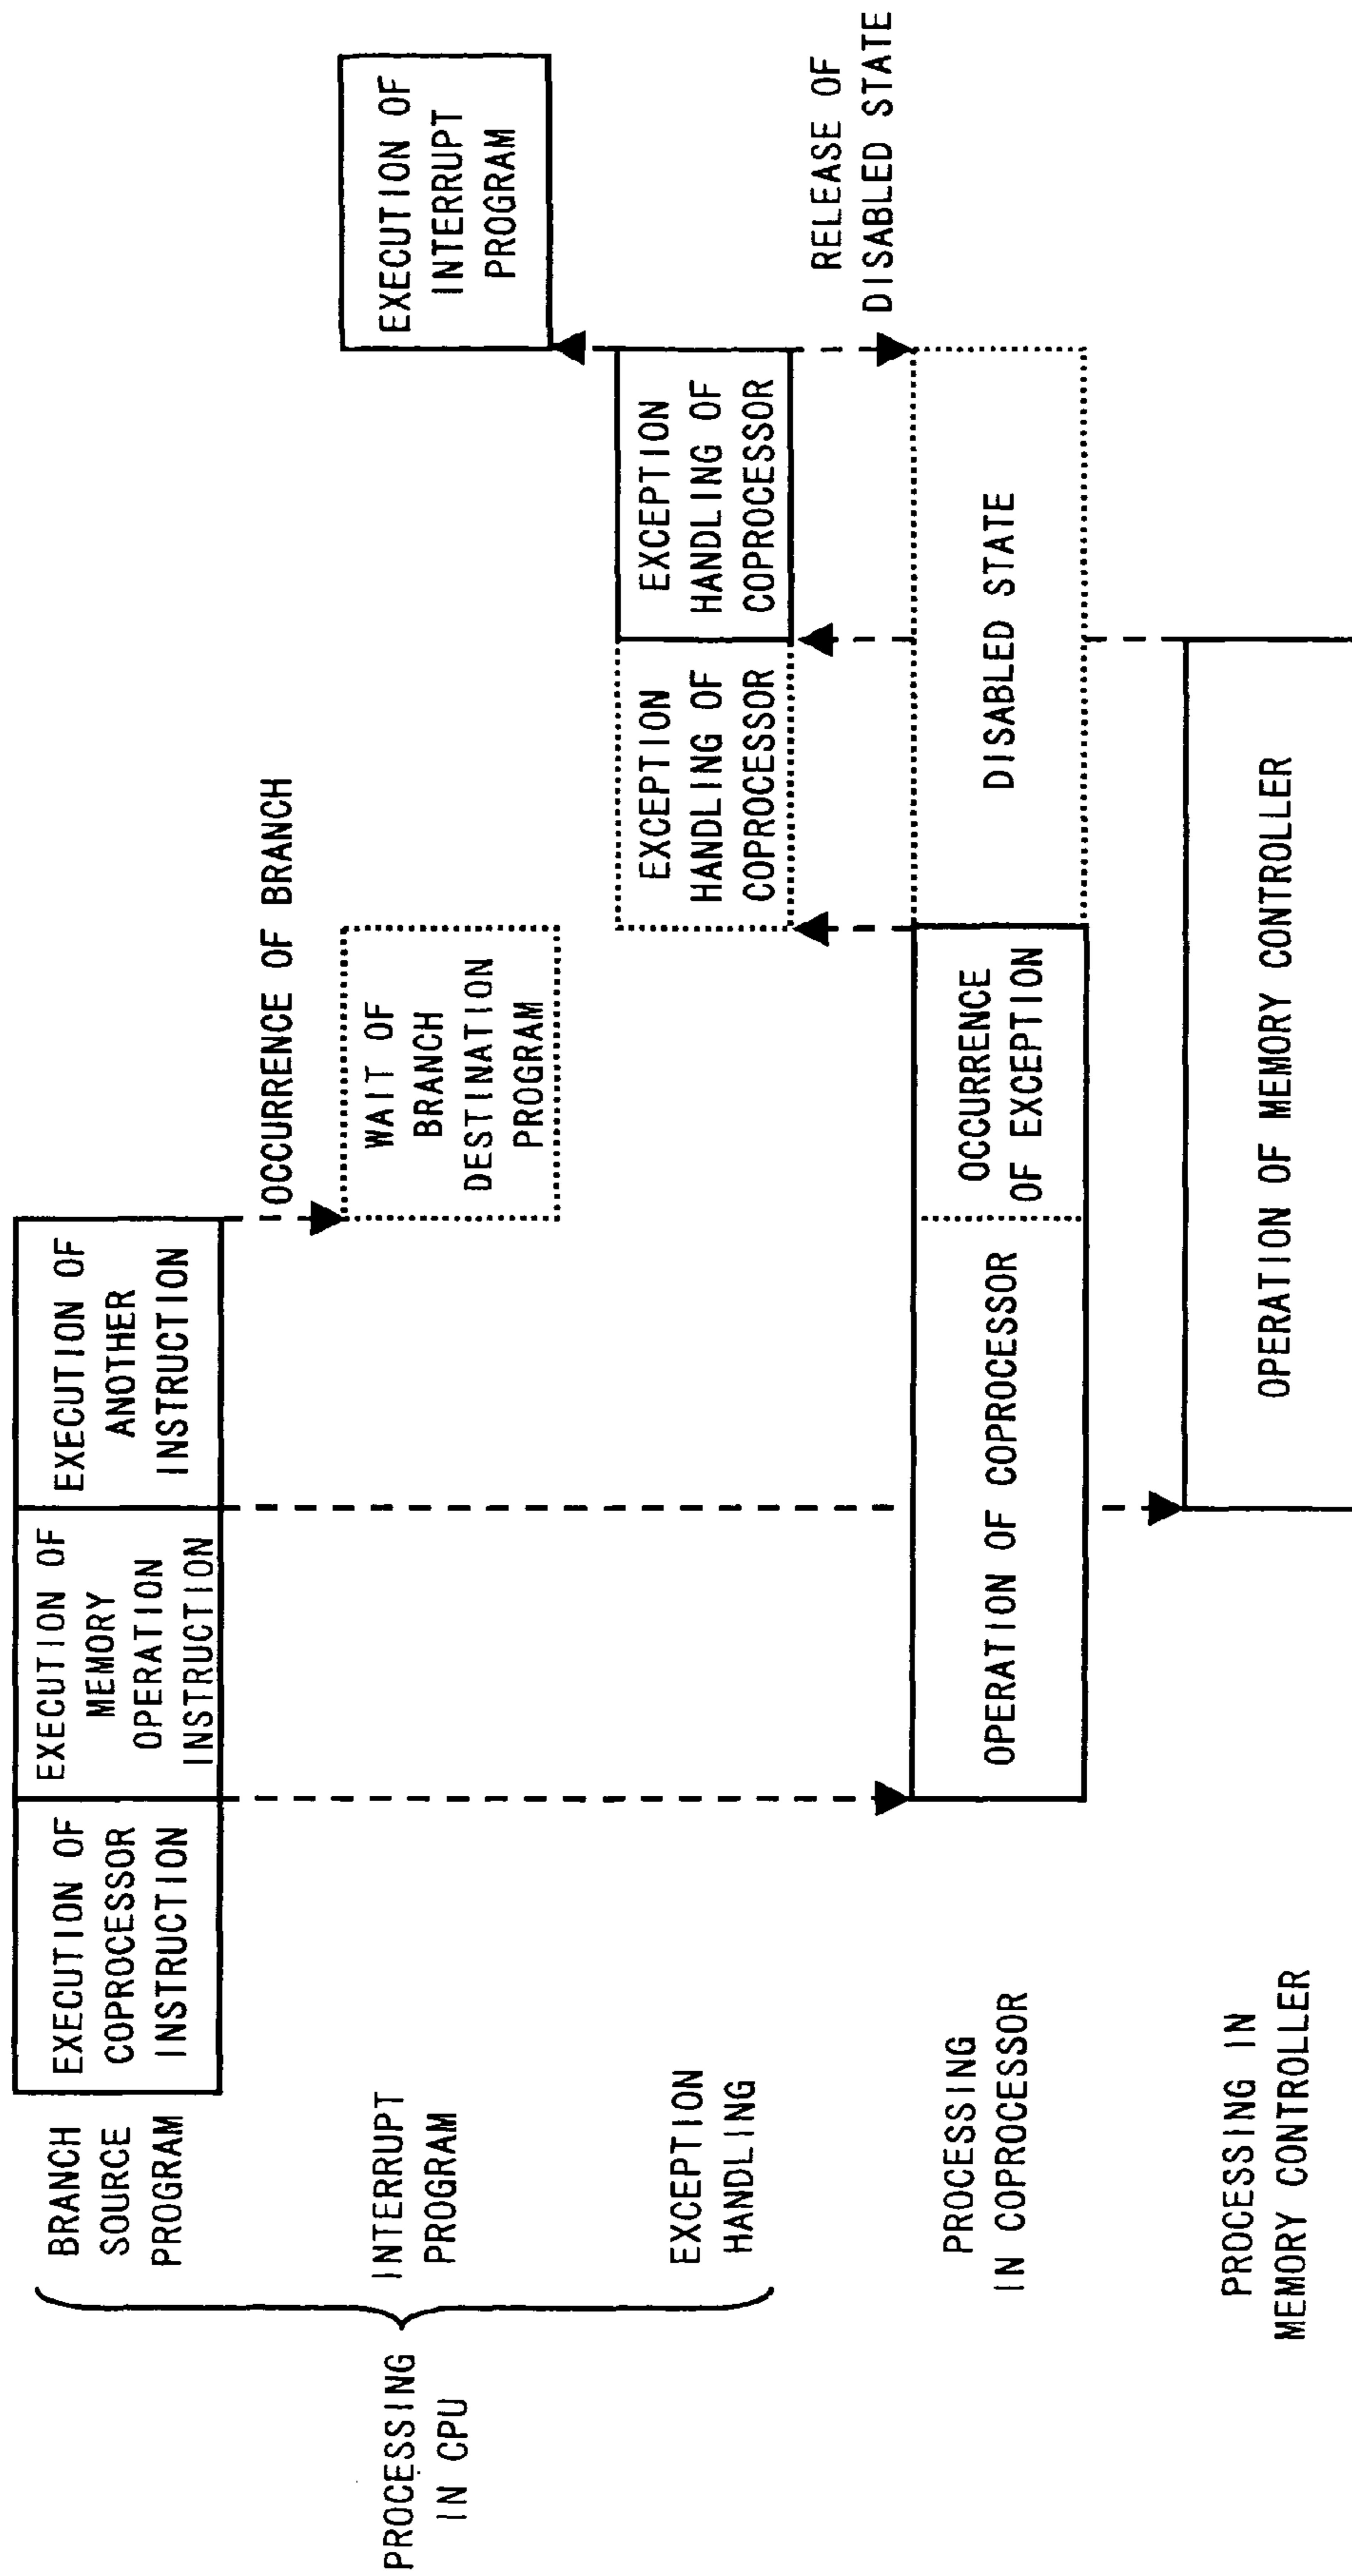 PROCESSING
IN CPU
BRANCH
SOURCE
PROGRAM
EXECUTION OF
COPROCESSOR
INSTRUCTION
EXECUTION OF
MEMORY
OPERATION
INSTRUCTION
EXECUTION OF
ANOTHER
INSTRUCTION
OCCURRENCE OF BRANCH
INTERRUPT
PROGRAM
WAIT OF
BRANCH
DESTINATION
PROGRAM
EXECUTION OF
INTERRUPT
PROGRAM
EXCEPTION
HANDLING
EXCEPTION
HANDLING OF
COPROCESSOR
EXCEPTION
HANDLING OF
COPROCESSOR
RELEASE OF
DISABLED STATE
PROCESSING
IN COPROCESSOR
OPERATION OF COPROCESSOR
OCCURRENCE
OF EXCEPTION
DISABLED STATE
PROCESSING IN
MEMORY CONTROLLER
OPERATION OF MEMORY CONTROLLER